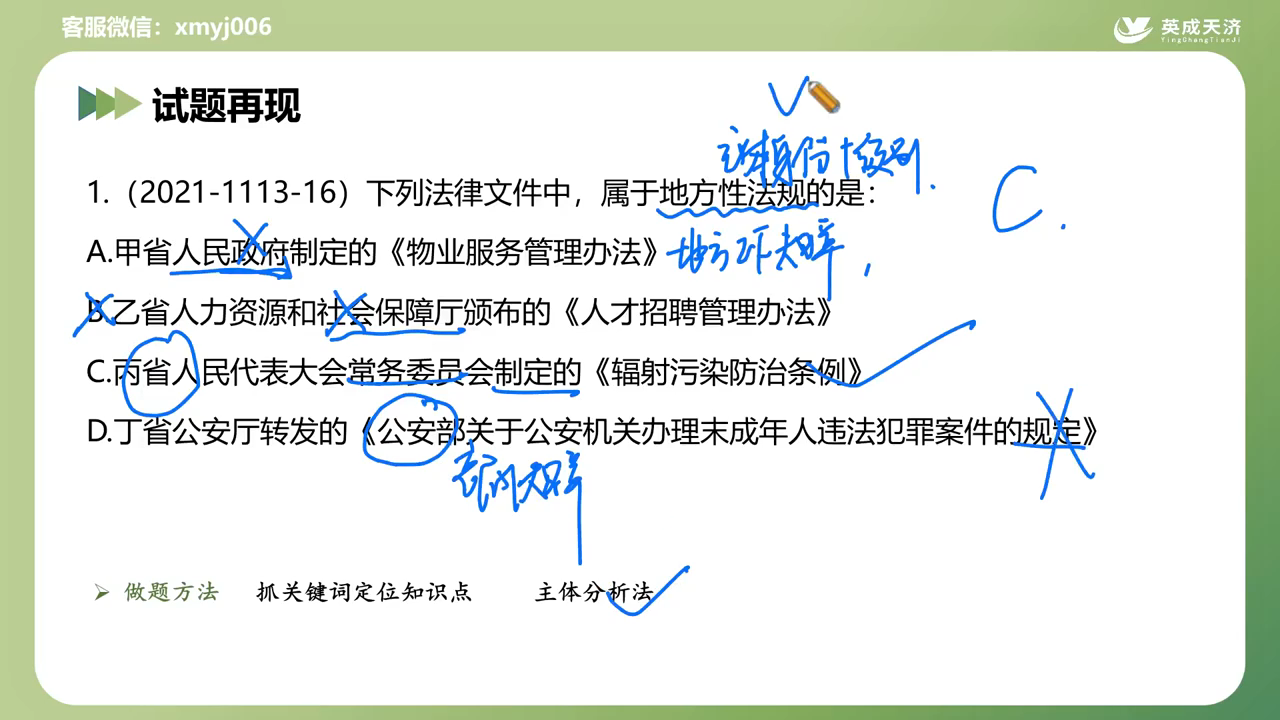 客服微信：xmyj006
英成天济
YingChengTianJi
试题再现
主体身份+级别.
1.（2021-1113-16）下列法律文件中，属于地方性法规的是：
C.
A.甲省人民政府制定的《物业服务管理办法》
地方政府规章,
B.乙省人力资源和社会保障厅颁布的《人才招聘管理办法》
C.丙省人民代表大会常务委员会制定的《辐射污染防治条例》
D.丁省公安厅转发的《公安部关于公安机关办理未成年人违法犯罪案件的规定》
部门规章
做题方法 抓关键词定位知识点 主体分析法